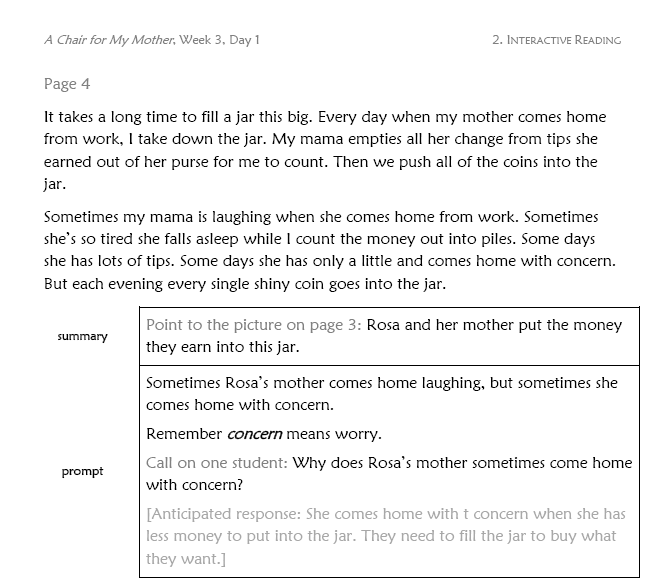 A Chair for My Mother, Week 3, Day 1 2. INTERACTIVE READING
Page 4
It takes a long time to fill a jar this big. Every day when my mother comes home
from work, I take down the jar. My mama empties all her change from tips she
earned out of her purse for me to count. Then we push all of the coins into the
jar.
Sometimes my mama is laughing when she comes home from work. Sometimes
she's so tired she falls asleep while I count the money out into piles. Some days
she has lots of tips. Some days she has only a little and comes home with concern.
But each evening every single shiny coin goes into the jar.
summary
Point to the picture on page 3: Rosa and her mother put the money
they earn into this jar.
prompt
Sometimes Rosa's mother comes home laughing, but sometimes she
comes home with concern.
Remember concern means worry.
Call on one student: Why does Rosa's mother sometimes come home
with concern?
[Anticipated response: She comes home with t concern when she has
less money to put into the jar. They need to fill the jar to buy what
they want.]